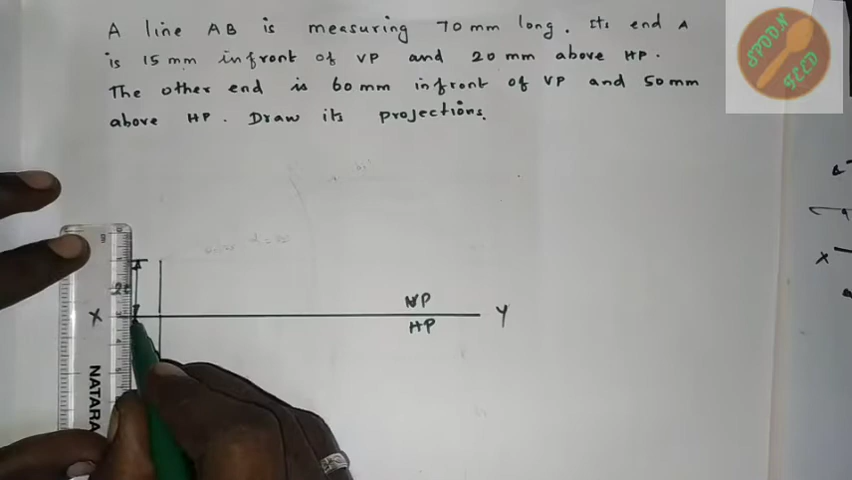 A line AB is measuring 70 mm long. Its end A
is 15 mm infront of VP and 20 mm above HP.
The other end is 60 mm infront of VP and 50 mm
above HP. Draw its projections.
SPOON
FEED
X
VP
HP
Y
NATARA
X